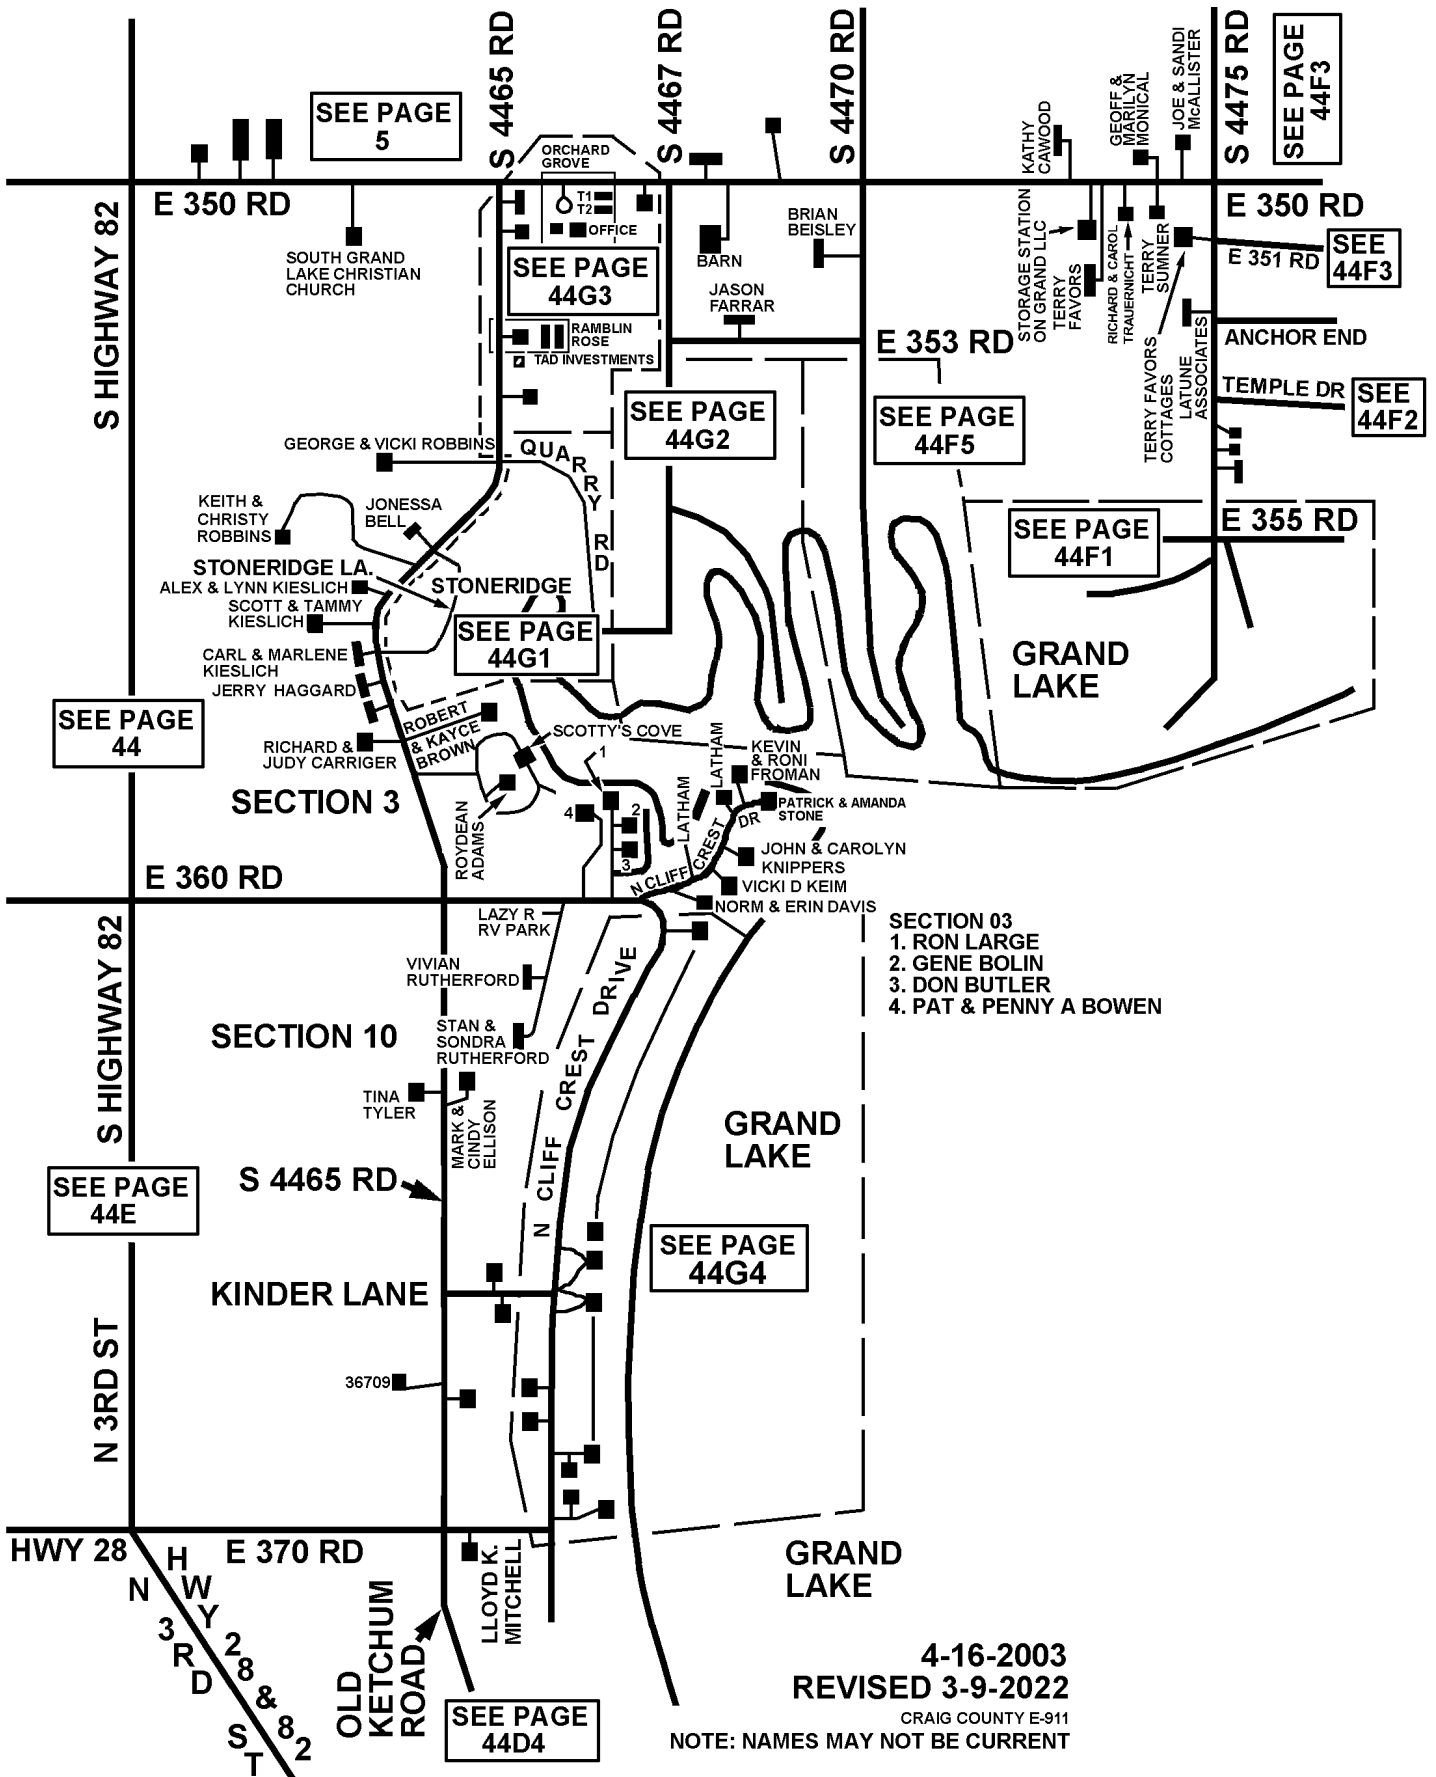 S 4465 RD
S 4467 RD
S 4470 RD
S 4475 RD
SEE PAGE
44F3
SEE PAGE
5
ORCHARD
GROVE
KATHY
CAWOOD
GEOFF &
MARILYN
MONICAL
JOE & SANDI
McALLISTER
S HIGHWAY 82
E 350 RD
T1
T2
OFFICE
BRIAN
BEISLEY
E 350 RD
SOUTH GRAND
LAKE CHRISTIAN
CHURCH
SEE PAGE
44G3
BARN
STORAGE STATION
ON GRAND LLC
TERRY
FAVORS
RICHARD & CAROL
TRAUERNICHT
TERRY
SUMNER
E 351 RD
SEE
44F3
JASON
FARRAR
RAMBLIN
ROSE
TAD INVESTMENTS
E 353 RD
TERRY FAVORS
COTTAGES
LATUNE
ASSOCIATES
ANCHOR END
TEMPLE DR
SEE
44F2
SEE PAGE
44G2
SEE PAGE
44F5
GEORGE & VICKI ROBBINS
QUARRY RD
KEITH &
CHRISTY
ROBBINS
JONESSA
BELL
SEE PAGE
44F1
E 355 RD
STONERIDGE LA.
STONERIDGE
ALEX & LYNN KIESLICH
SCOTT & TAMMY
KIESLICH
SEE PAGE
44G1
CARL & MARLENE
KIESLICH
JERRY HAGGARD
GRAND
LAKE
SEE PAGE
44
ROBERT
& KAYCE
BROWN
RICHARD &
JUDY CARRIGER
SCOTTY'S COVE
1
LATHAM
LATHAM
KEVIN
& RONI
FROMAN
SECTION 3
ROYDEAN
ADAMS
4
2
3
PATRICK & AMANDA
STONE
N CLIFF CREST DR
JOHN & CAROLYN
KNIPPERS
VICKI D KEIM
NORM & ERIN DAVIS
E 360 RD
S HIGHWAY 82
LAZY R
RV PARK
SECTION 03
1. RON LARGE
2. GENE BOLIN
3. DON BUTLER
4. PAT & PENNY A BOWEN
VIVIAN
RUTHERFORD
SECTION 10
STAN &
SONDRA
RUTHERFORD
N CLIFF CREST DRIVE
TINA
TYLER
MARK &
CINDY
ELLISON
GRAND
LAKE
SEE PAGE
44E
S 4465 RD
SEE PAGE
44G4
KINDER LANE
N 3RD ST
36709
HWY 28
E 370 RD
HWY 28 & 82
N 3RD ST
LLOYD K.
MITCHELL
GRAND
LAKE
OLD
KETCHUM
ROAD
SEE PAGE
44D4
4-16-2003
REVISED 3-9-2022
CRAIG COUNTY E-911
NOTE: NAMES MAY NOT BE CURRENT